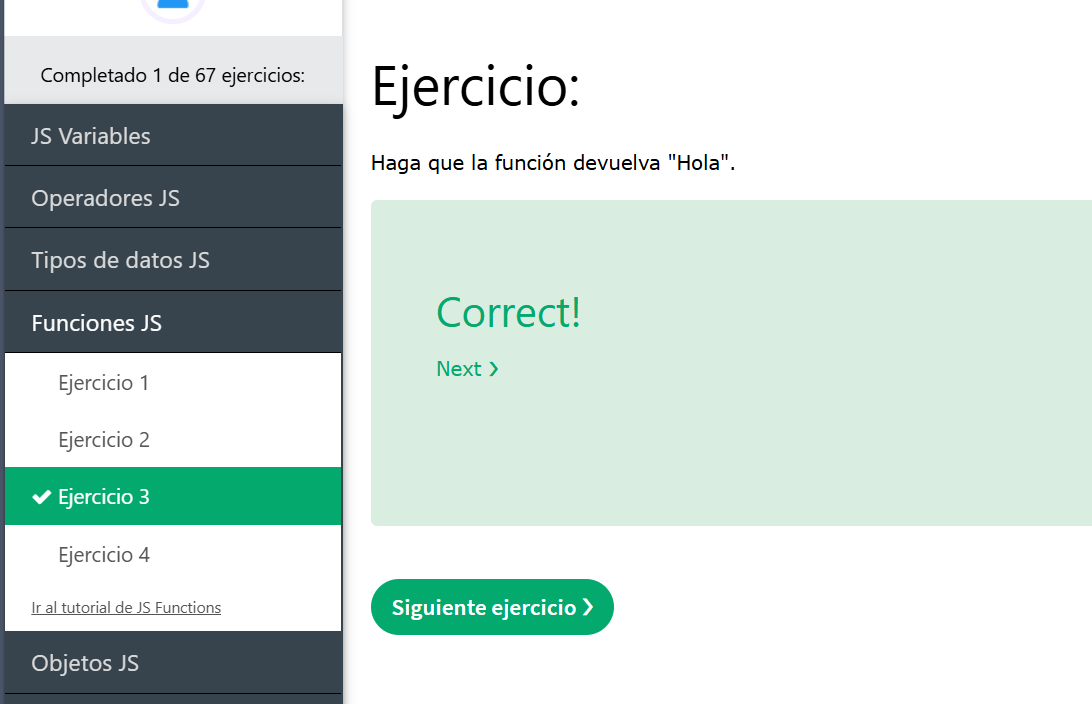 Completado 1 de 67 ejercicios:
JS Variables
Operadores JS
Tipos de datos JS
Funciones JS
Ejercicio 1
Ejercicio 2
Ejercicio 3
Ejercicio 4
Ir al tutorial de JS Functions
Objetos JS
Ejercicio:
Haga que la función devuelva "Hola".
Correct!
Next ❯
Siguiente ejercicio ❯